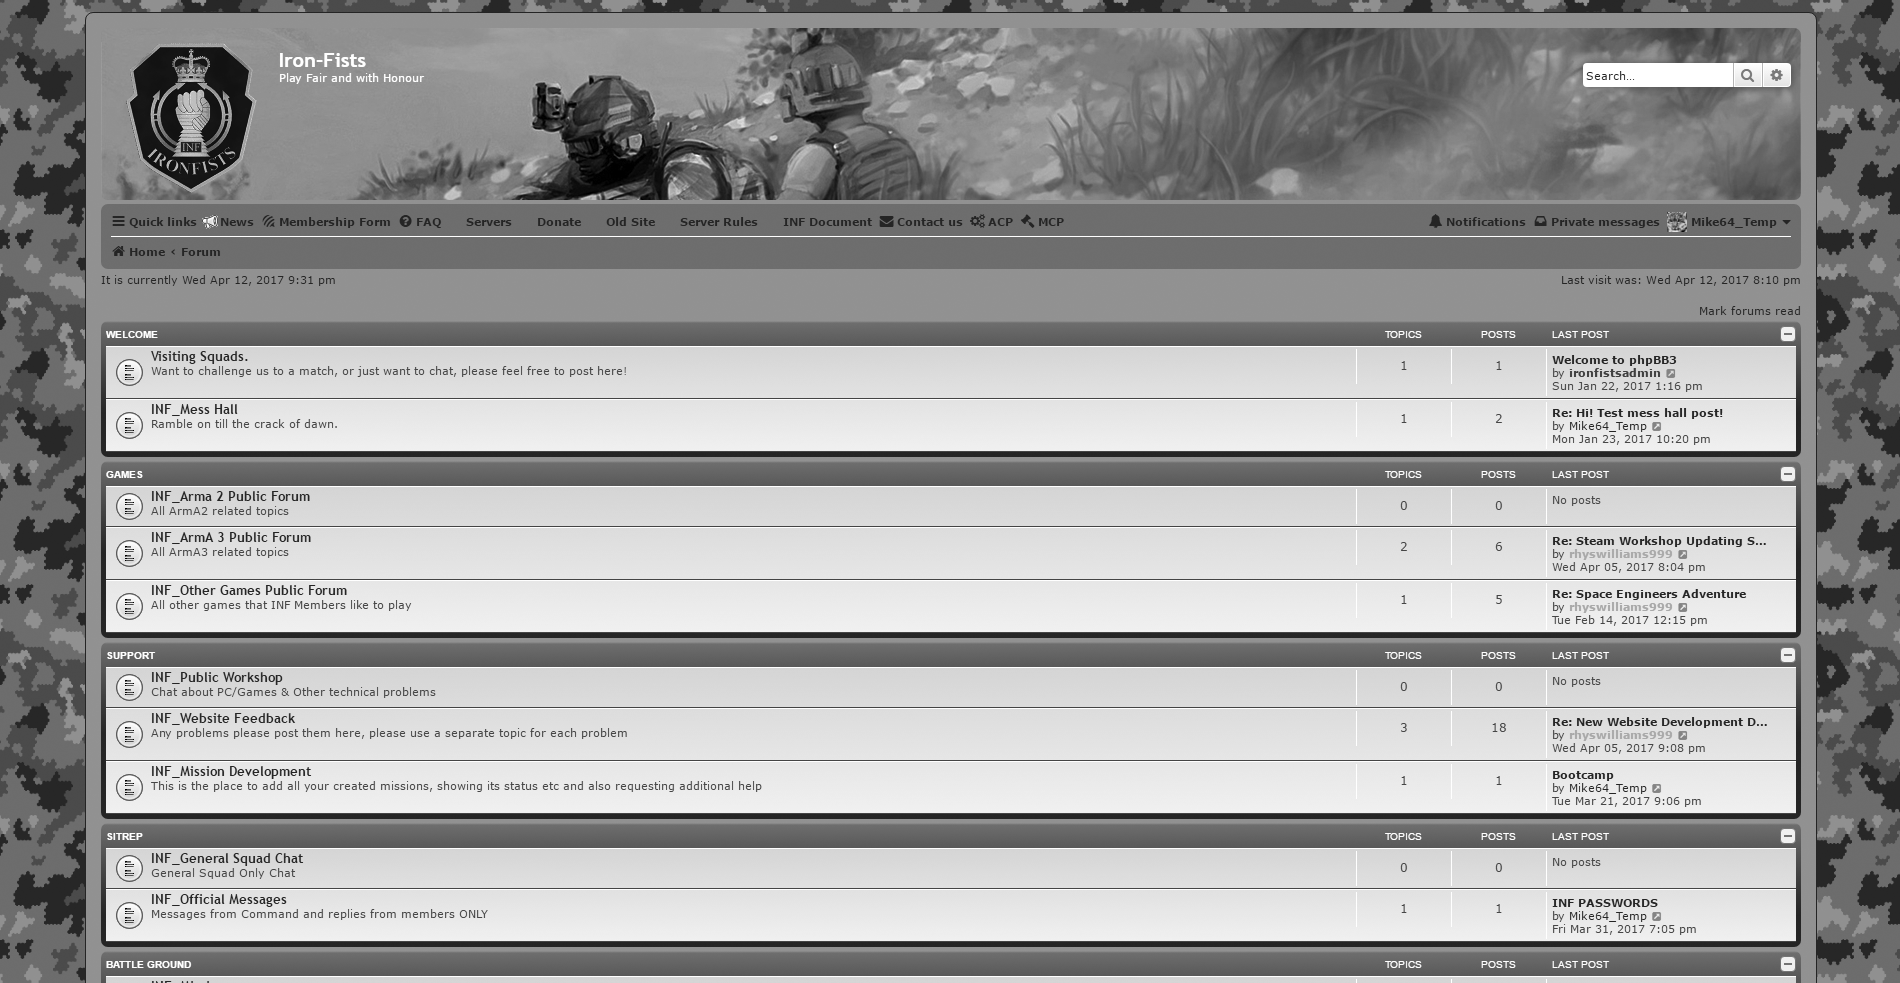 Iron-Fists
Play Fair and with Honour
INF
IRONFISTS
Search...
Quick links News Membership Form FAQ Servers Donate Old Site Server Rules INF Document Contact us ACP MCP Notifications Private messages Mike64_Temp
Home ‹ Forum
It is currently Wed Apr 12, 2017 9:31 pm Last visit was: Wed Apr 12, 2017 8:10 pm
Mark forums read
WELCOME TOPICS POSTS LAST POST
Visiting Squads.
Want to challenge us to a match, or just want to chat, please feel free to post here!
1 1
Welcome to phpBB3
by ironfistsadmin
Sun Jan 22, 2017 1:16 pm
INF_Mess Hall
Ramble on till the crack of dawn.
1 2
Re: Hi! Test mess hall post!
by Mike64_Temp
Mon Jan 23, 2017 10:20 pm
GAMES TOPICS POSTS LAST POST
INF_Arma 2 Public Forum
All ArmA2 related topics
0 0
No posts
INF_ArmA 3 Public Forum
All ArmA3 related topics
2 6
Re: Steam Workshop Updating S...
by rhyswilliams999
Wed Apr 05, 2017 8:04 pm
INF_Other Games Public Forum
All other games that INF Members like to play
1 5
Re: Space Engineers Adventure
by rhyswilliams999
Tue Feb 14, 2017 12:15 pm
SUPPORT TOPICS POSTS LAST POST
INF_Public Workshop
Chat about PC/Games & Other technical problems
0 0
No posts
INF_Website Feedback
Any problems please post them here, please use a separate topic for each problem
3 18
Re: New Website Development D...
by rhyswilliams999
Wed Apr 05, 2017 9:08 pm
INF_Mission Development
This is the place to add all your created missions, showing its status etc and also requesting additional help
1 1
Bootcamp
by Mike64_Temp
Tue Mar 21, 2017 9:06 pm
SITREP TOPICS POSTS LAST POST
INF_General Squad Chat
General Squad Only Chat
0 0
No posts
INF_Official Messages
Messages from Command and replies from members ONLY
1 1
INF PASSWORDS
by Mike64_Temp
Fri Mar 31, 2017 7:05 pm
BATTLE GROUND TOPICS POSTS LAST POST